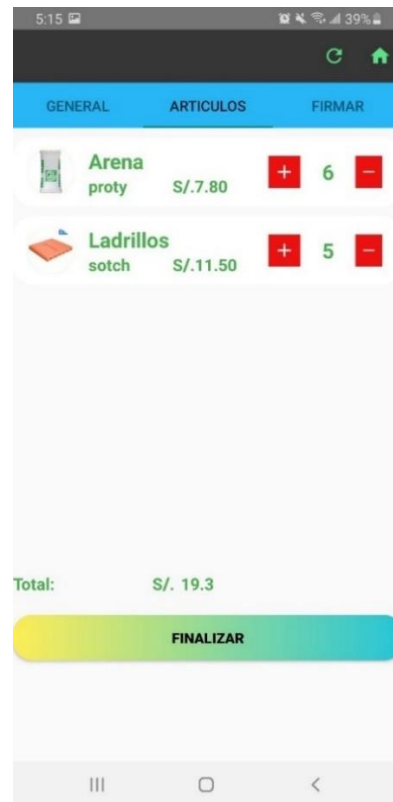 5:15 39%
GENERAL ARTICULOS FIRMAR
Arena
proty S/.7.80 + 6 −
Ladrillos
sotch S/.11.50 + 5 −
Total: S/. 19.3
FINALIZAR